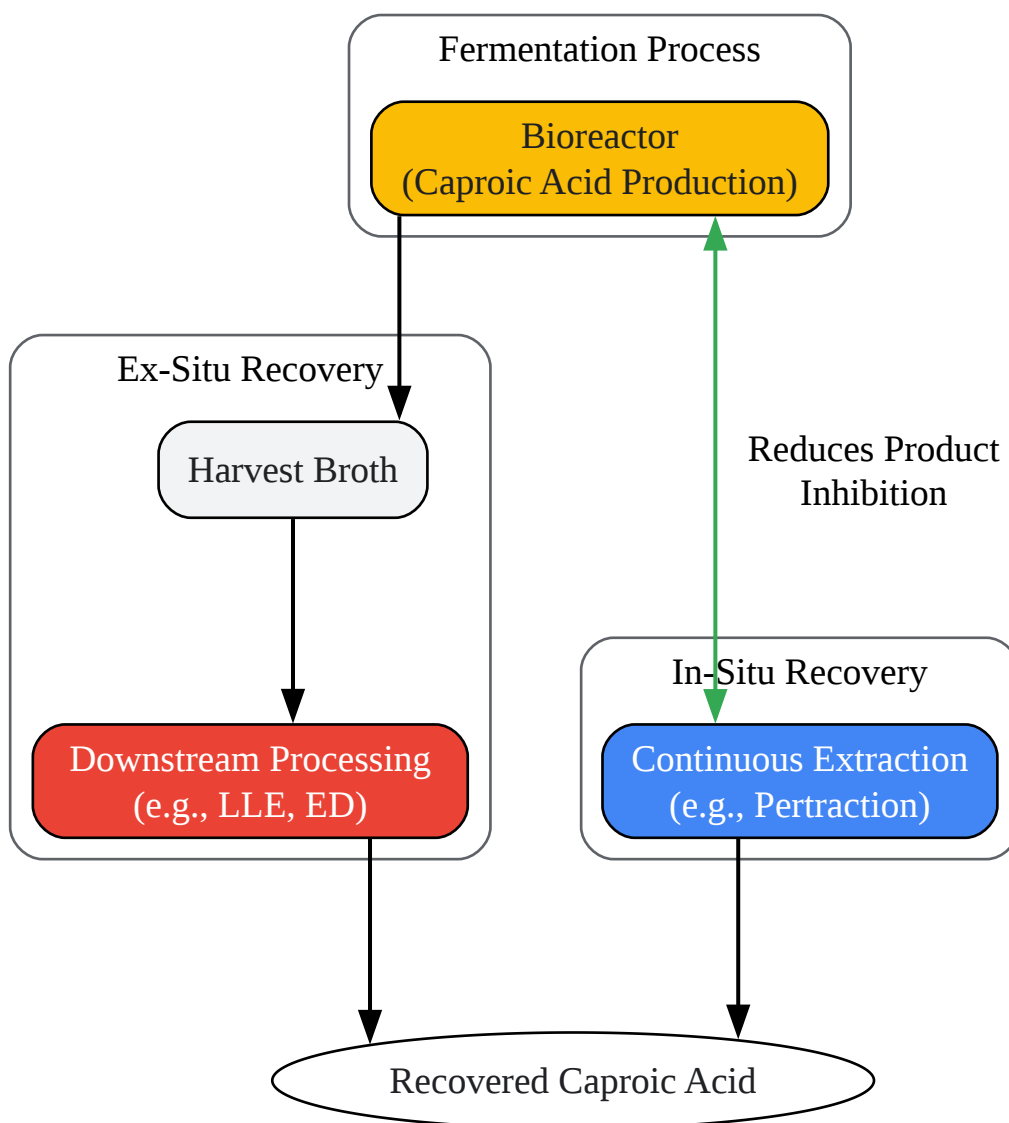 Fermentation Process
Bioreactor
(Caproic Acid Production)
Ex-Situ Recovery
Harvest Broth
Reduces Product
Inhibition
In-Situ Recovery
Downstream Processing
(e.g., LLE, ED)
Continuous Extraction
(e.g., Pertraction)
Recovered Caproic Acid